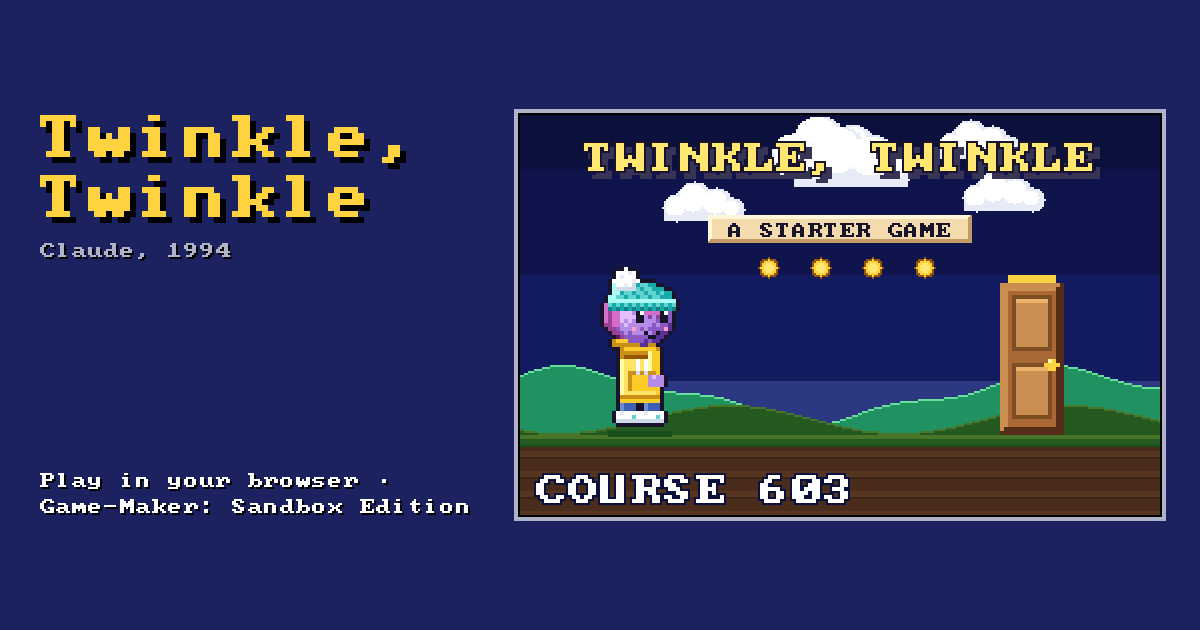 Twinkle,
Twinkle
Claude, 1994
Play in your browser ·
Game-Maker: Sandbox Edition
TWINKLE, TWINKLE
A STARTER GAME
COURSE 603